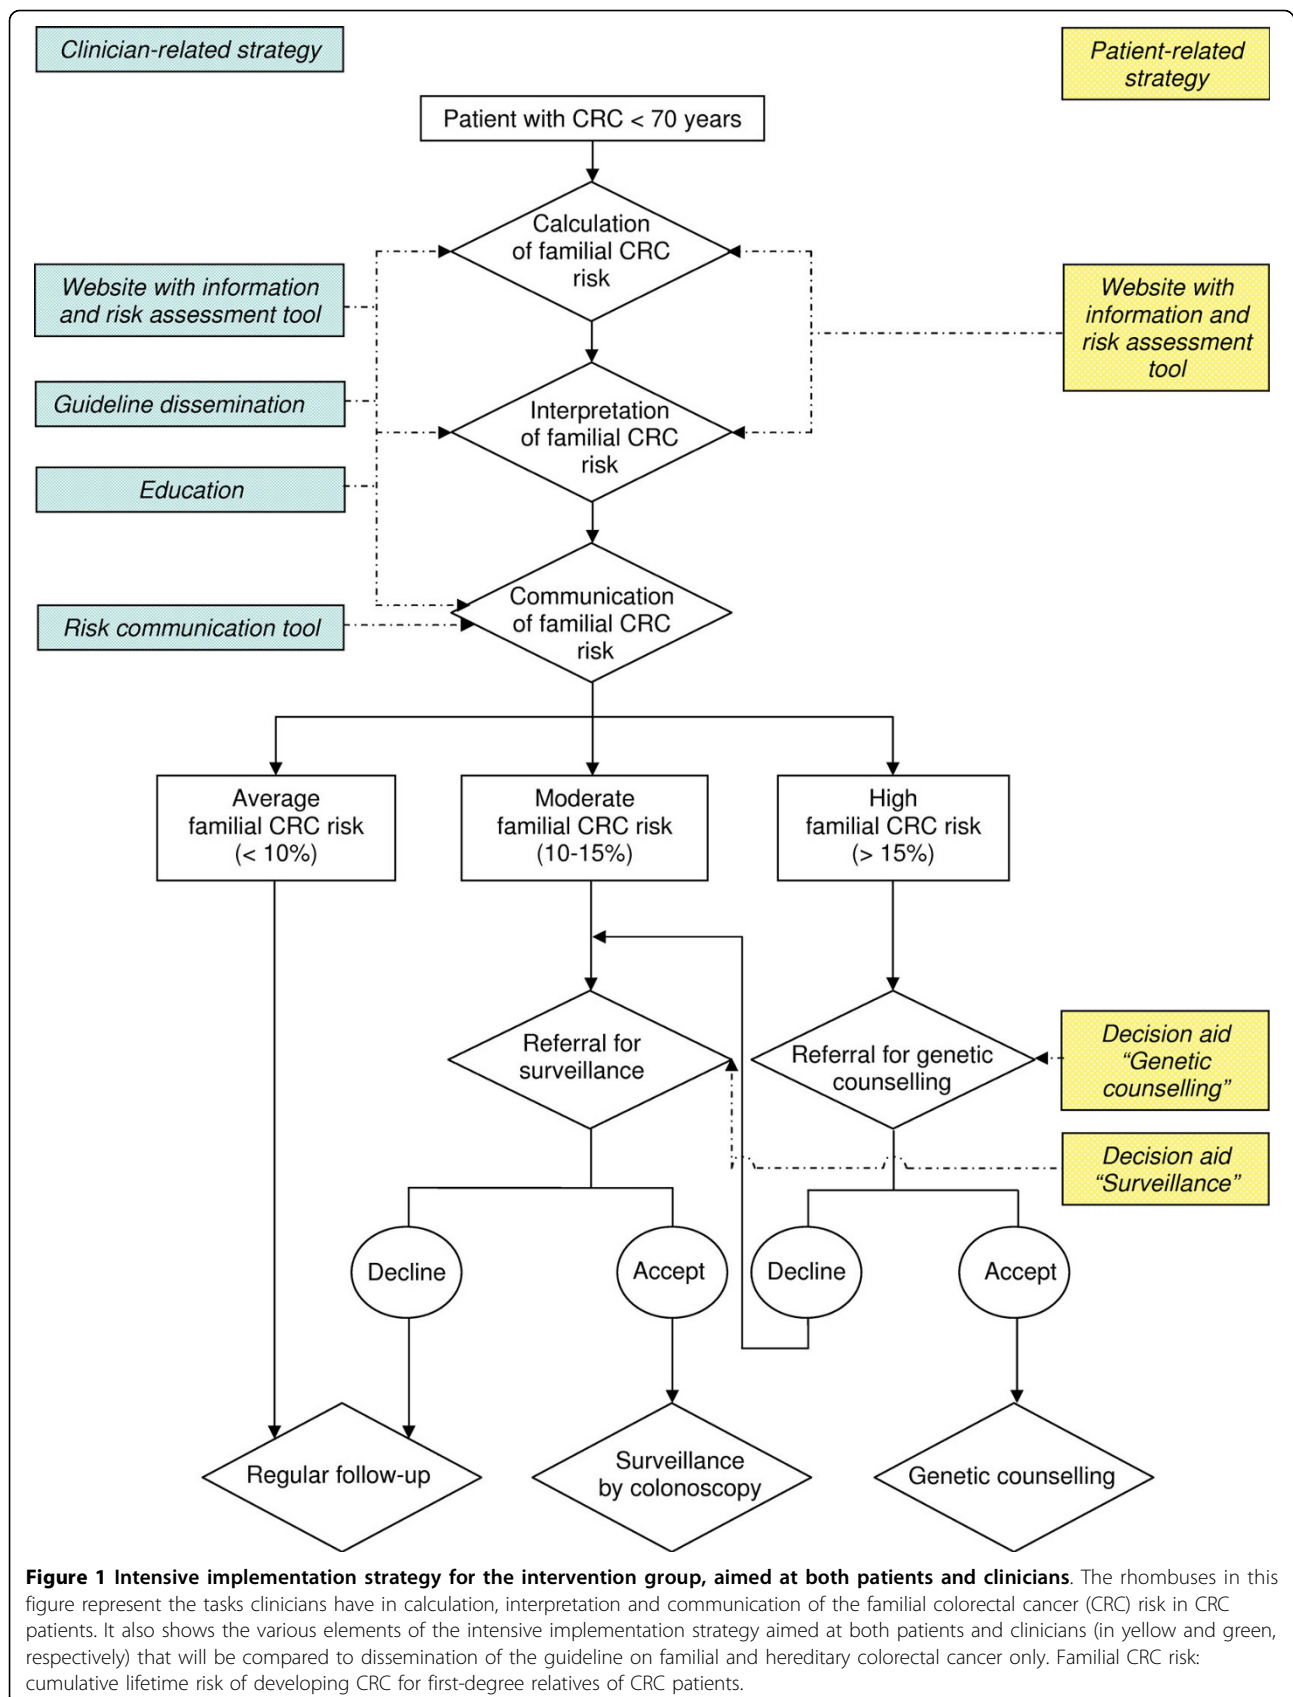 Clinician-related strategy
Patient-related
strategy
Patient with CRC < 70 years
Calculation
of familial CRC
risk
Website with information
and risk assessment tool
Website with
information and
risk assessment
tool
Guideline dissemination
Interpretation
of familial CRC
risk
Education
Communication
of familial CRC
risk
Risk communication tool
Average
familial CRC risk
(< 10%)
Moderate
familial CRC risk
(10-15%)
High
familial CRC risk
(> 15%)
Referral for
surveillance
Referral for genetic
counselling
Decision aid
“Genetic
counselling”
Decision aid
“Surveillance”
Decline
Accept
Decline
Accept
Regular follow-up
Surveillance
by colonoscopy
Genetic counselling
Figure 1 Intensive implementation strategy for the intervention group, aimed at both patients and clinicians. The rhombuses in this
figure represent the tasks clinicians have in calculation, interpretation and communication of the familial colorectal cancer (CRC) risk in CRC
patients. It also shows the various elements of the intensive implementation strategy aimed at both patients and clinicians (in yellow and green,
respectively) that will be compared to dissemination of the guideline on familial and hereditary colorectal cancer only. Familial CRC risk:
cumulative lifetime risk of developing CRC for first-degree relatives of CRC patients.